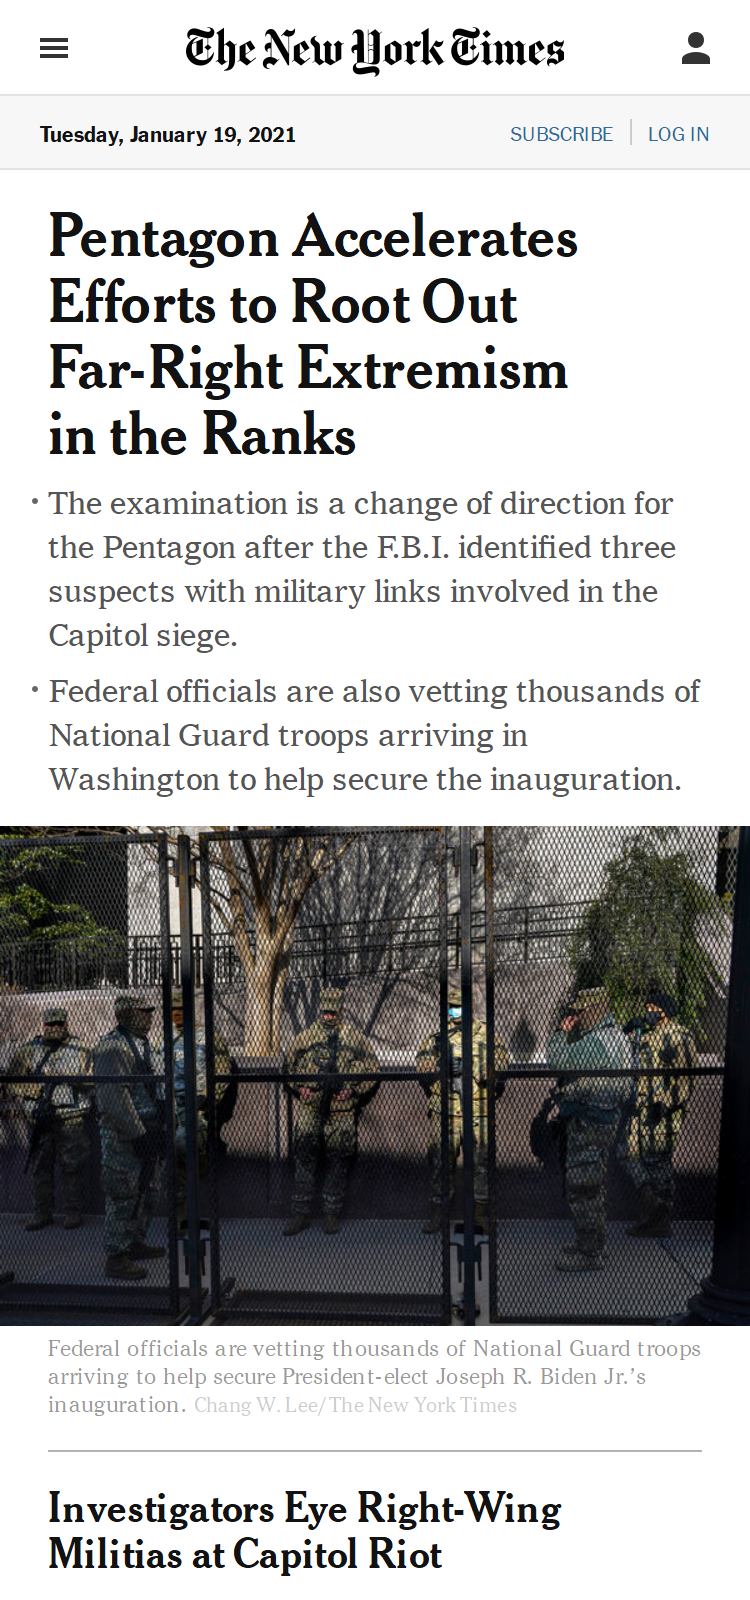 The New York Times
Tuesday, January 19, 2021
SUBSCRIBE
LOG IN
Pentagon Accelerates
Efforts to Root Out
Far-Right Extremism
in the Ranks
• The examination is a change of direction for
the Pentagon after the F.B.I. identified three
suspects with military links involved in the
Capitol siege.
• Federal officials are also vetting thousands of
National Guard troops arriving in
Washington to help secure the inauguration.
Federal officials are vetting thousands of National Guard troops
arriving to help secure President-elect Joseph R. Biden Jr.’s
inauguration. Chang W. Lee/The New York Times
Investigators Eye Right-Wing
Militias at Capitol Riot